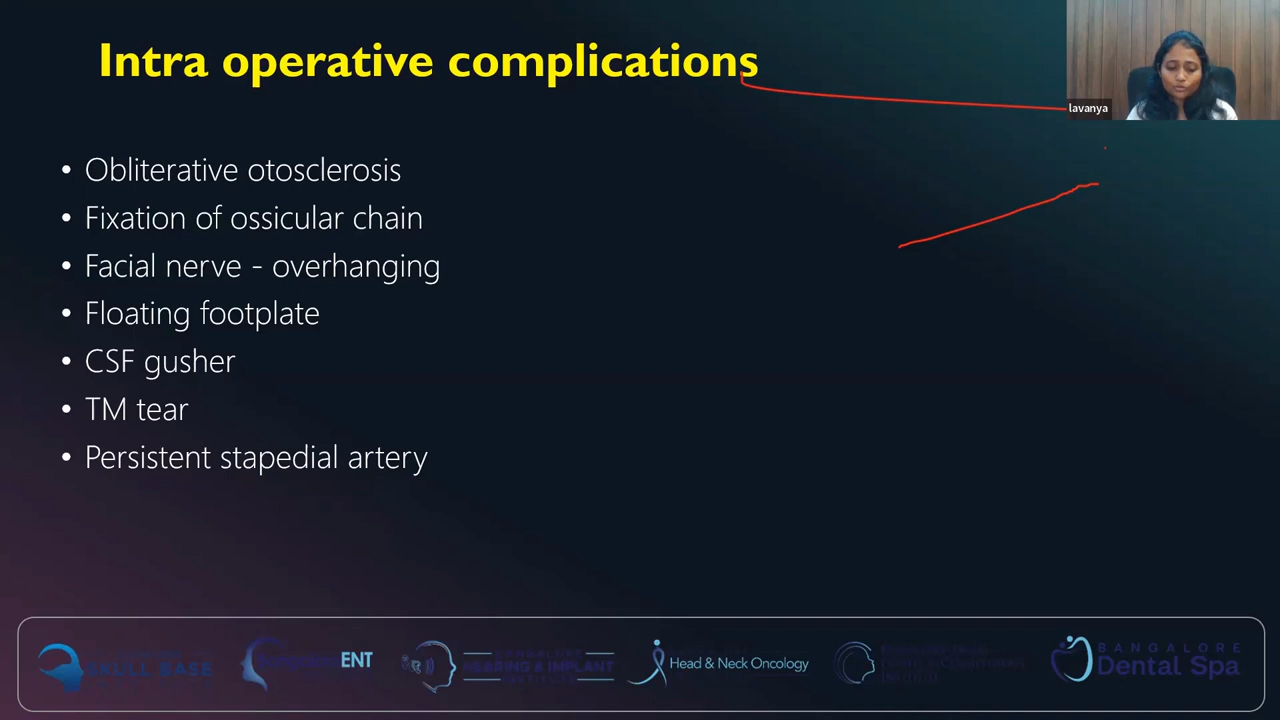 Intra operative complications
lavanya
• Obliterative otosclerosis
• Fixation of ossicular chain
• Facial nerve - overhanging
• Floating footplate
• CSF gusher
• TM tear
• Persistent stapedial artery
SKULL BASE
ENT
HEARING & IMPLANT
Head & Neck Oncology
BANGALORE
Dental Spa